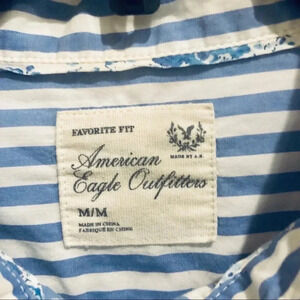 FAVORITE FIT
MADE BY A.E.
American
Eagle Outfitters
M/M
MADE IN CHINA
FABRIQUÉ EN CHINE